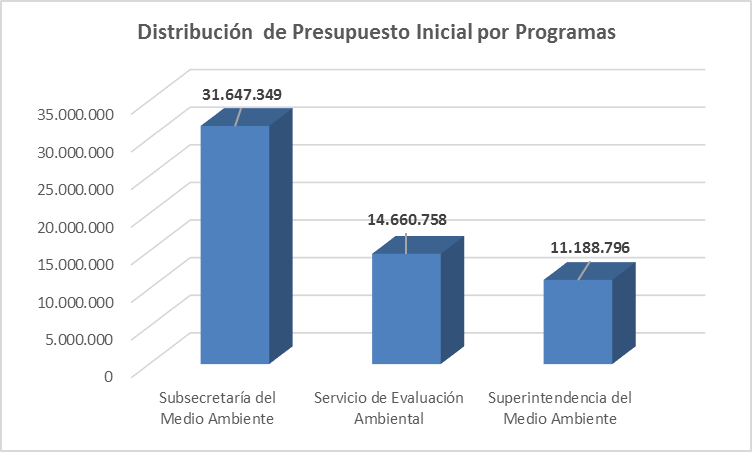 Distribución de Presupuesto Inicial por Programas
31.647.349
14.660.758
11.188.796
35.000.000
30.000.000
25.000.000
20.000.000
15.000.000
10.000.000
5.000.000
0
Subsecretaría del
Medio Ambiente
Servicio de Evaluación
Ambiental
Superintendencia del
Medio Ambiente